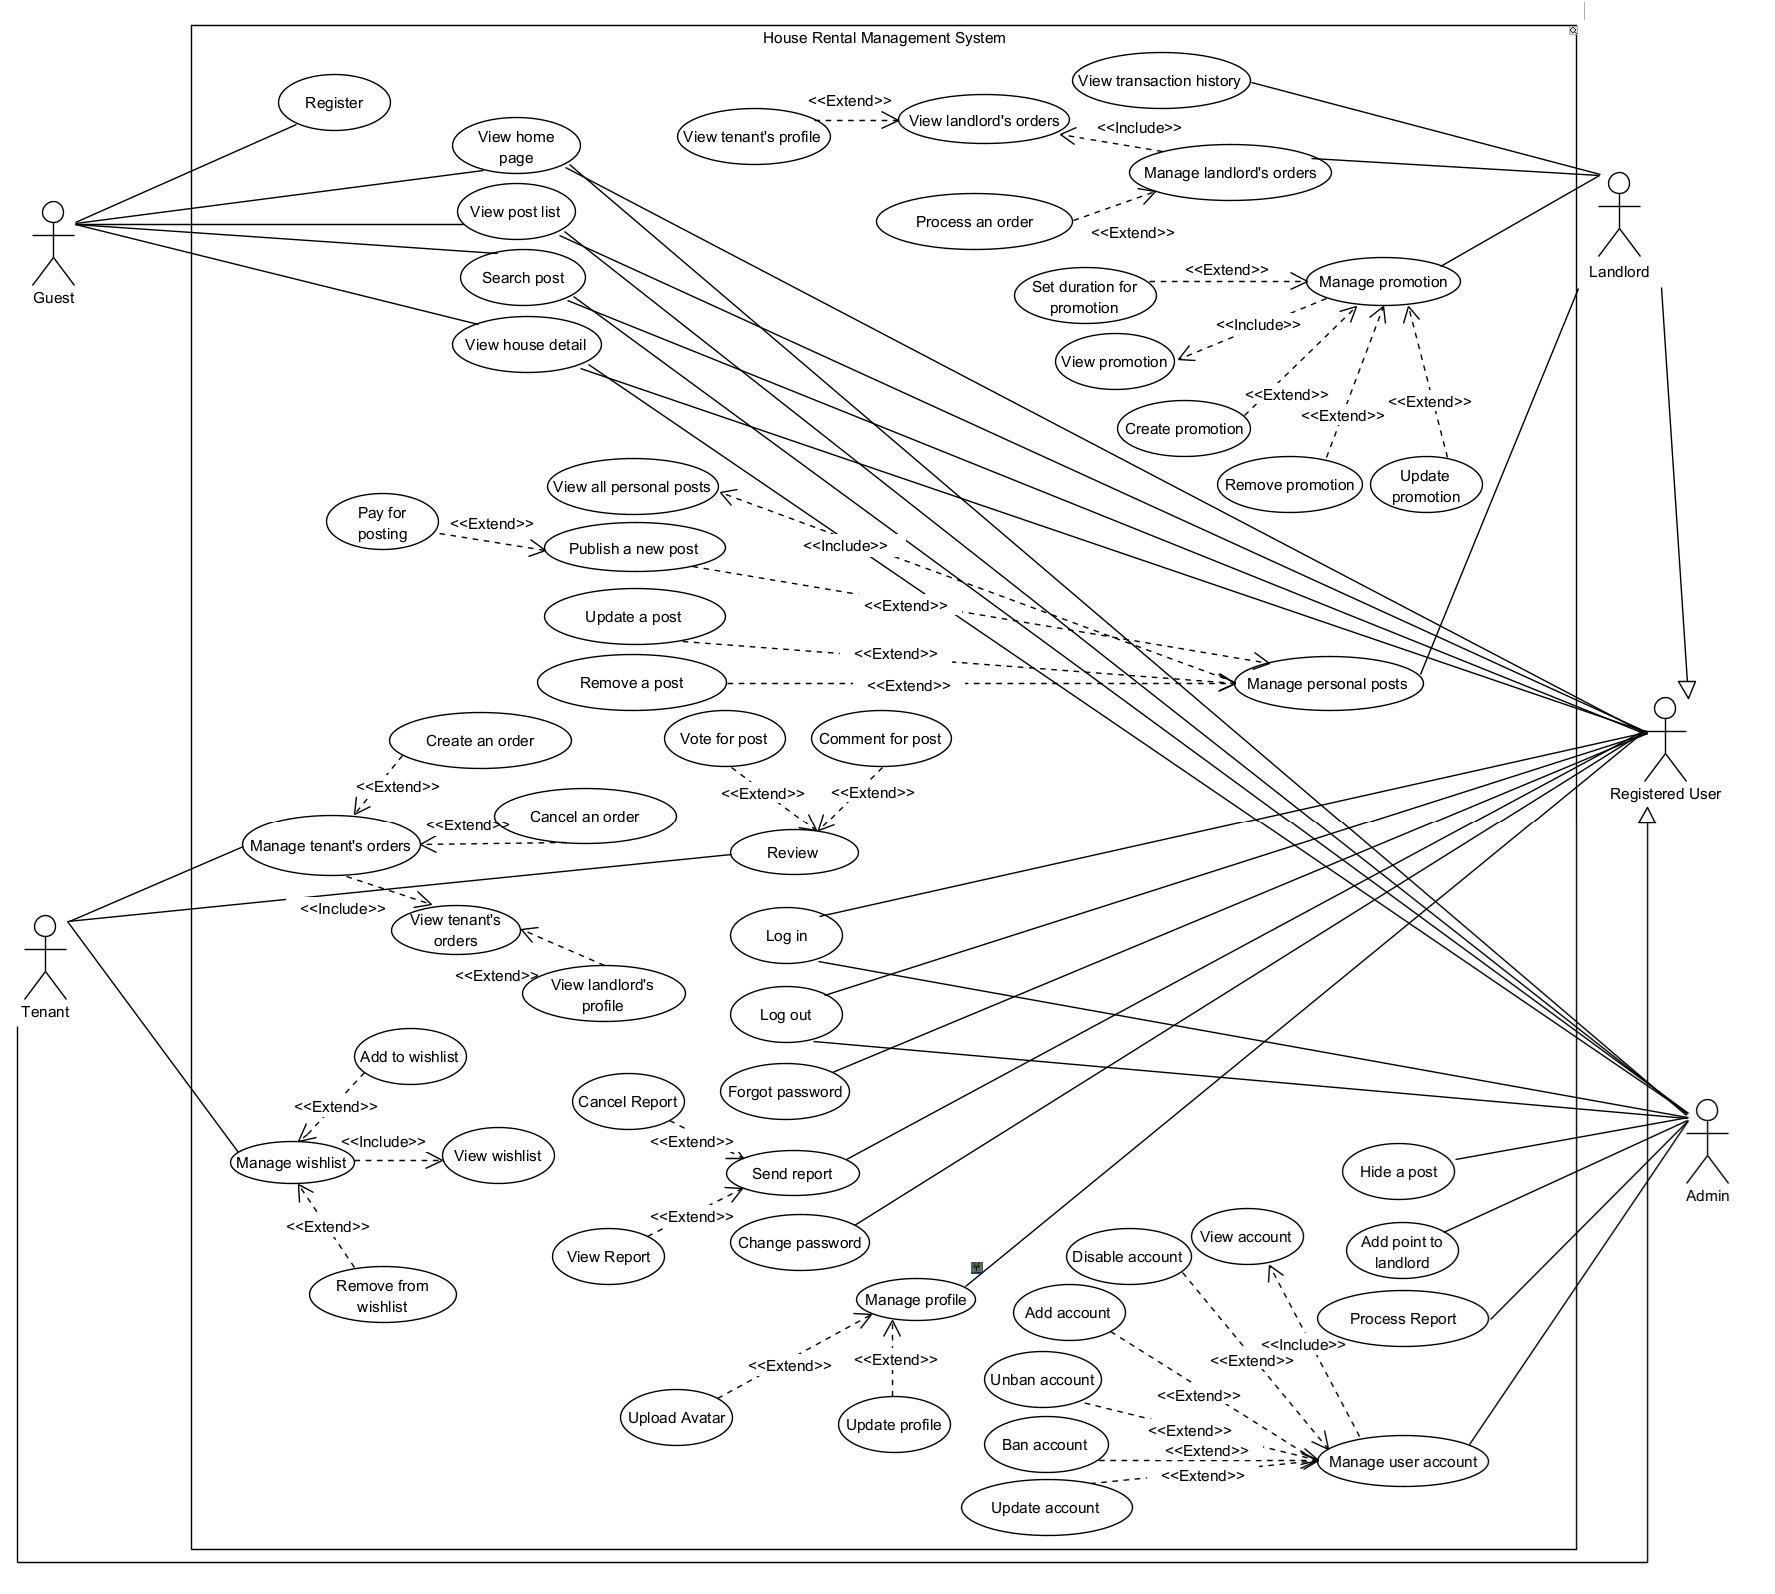 House Rental Management System
View transaction history
Register
<<Extend>>
View landlord's orders
View home
page
View tenant's profile
<<Include>>
Manage landlord's orders
View post list
Process an order
<<Extend>>
Guest
Landlord
Search post
<<Extend>>
Set duration for
promotion
Manage promotion
<<Include>>
View house detail
View promotion
<<Extend>>
<<Extend>>
<<Extend>>
Create promotion
Remove promotion
Update
promotion
View all personal posts
Pay for
posting
<<Extend>>
Publish a new post
<<Include>>
<<Extend>>
Update a post
<<Extend>>
Remove a post
<<Extend>>
Manage personal posts
Create an order
Vote for post
Comment for post
<<Extend>>
<<Extend>>
<<Extend>>
Registered User
Cancel an order
<<Extend>>
Manage tenant's orders
Review
<<Include>>
View tenant's
orders
Log in
<<Extend>>
View landlord's
profile
Tenant
Log out
Add to wishlist
Forgot password
Cancel Report
<<Extend>>
<<Include>>
<<Extend>>
Manage wishlist
View wishlist
Send report
Hide a post
Admin
<<Extend>>
<<Extend>>
View Report
Change password
Disable account
View account
Add point to
landlord
Remove from
wishlist
Manage profile
Add account
Process Report
<<Include>>
<<Extend>>
<<Extend>>
<<Extend>>
Unban account
<<Extend>>
Upload Avatar
Update profile
<<Extend>>
Ban account
<<Extend>>
Manage user account
<<Extend>>
Update account